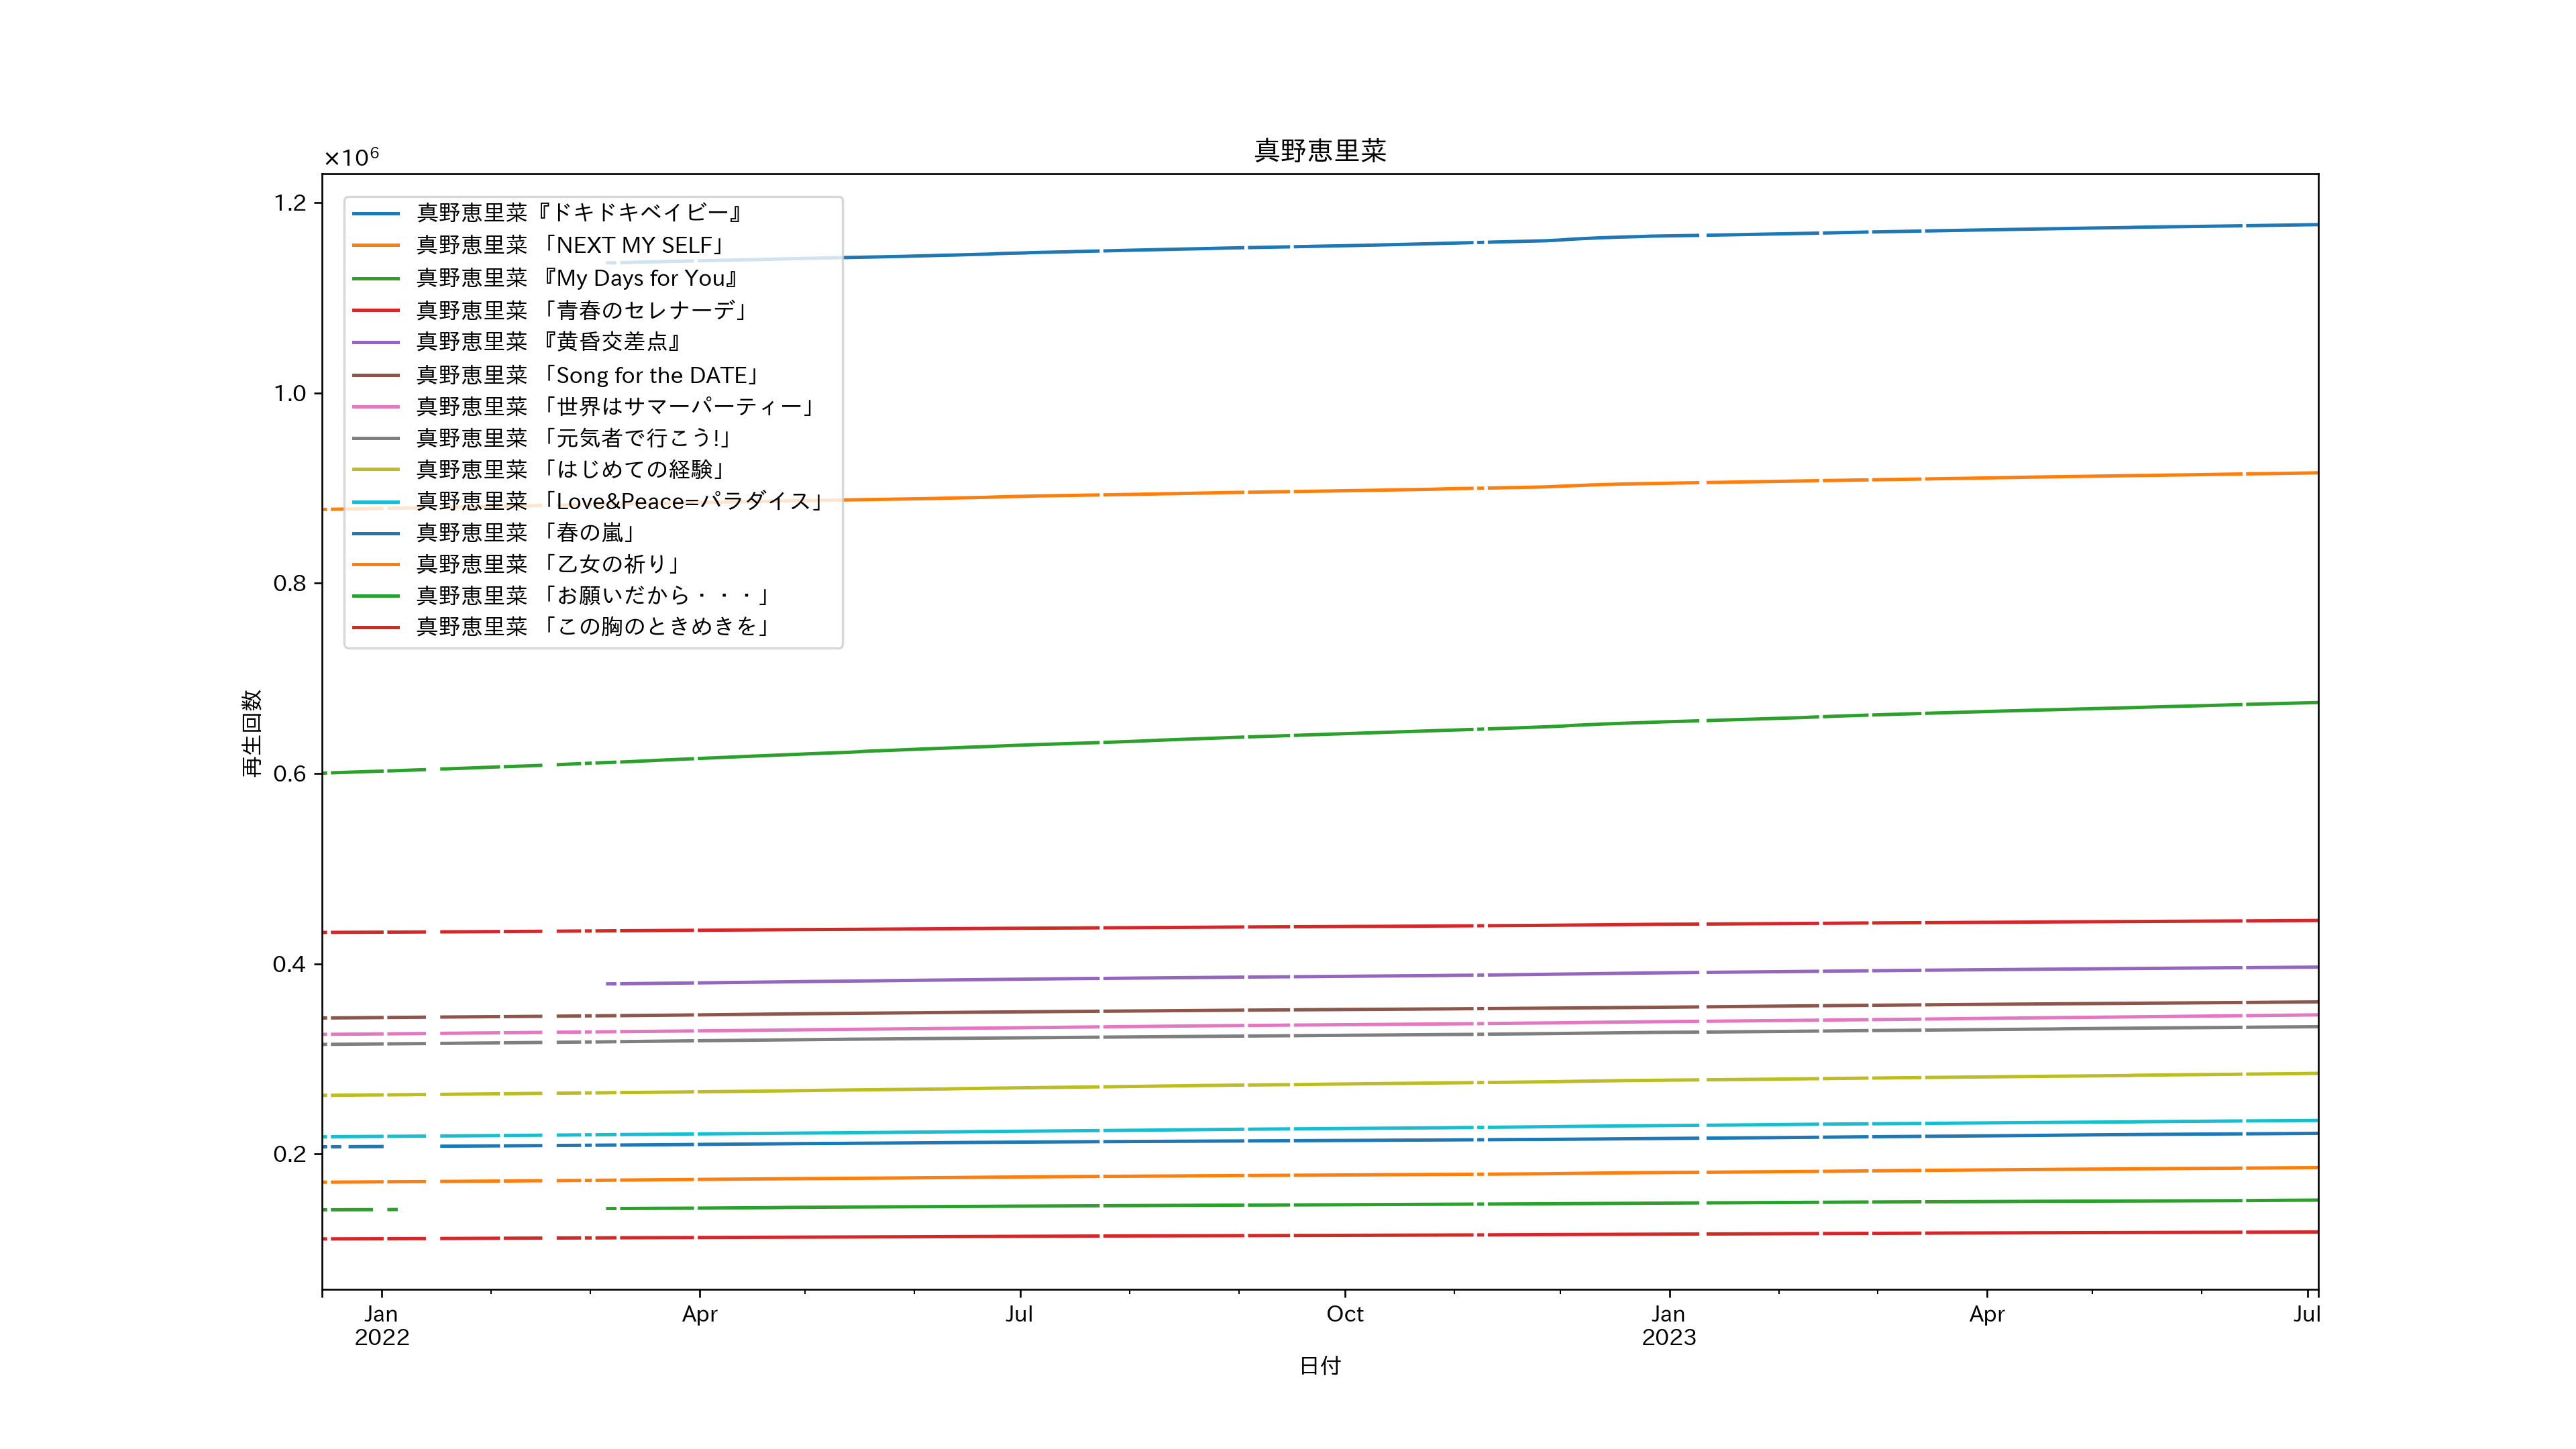 真野恵里菜
×10⁶
1.2
1.0
0.8
0.6
0.4
0.2
再生回数
真野恵里菜『ドキドキベイビー』
真野恵里菜 「NEXT MY SELF」
真野恵里菜 『My Days for You』
真野恵里菜 「青春のセレナーデ」
真野恵里菜 『黄昏交差点』
真野恵里菜 「Song for the DATE」
真野恵里菜 「世界はサマーパーティー」
真野恵里菜 「元気者で行こう!」
真野恵里菜 「はじめての経験」
真野恵里菜 「Love&Peace=パラダイス」
真野恵里菜 「春の嵐」
真野恵里菜 「乙女の祈り」
真野恵里菜 「お願いだから・・・」
真野恵里菜 「この胸のときめきを」
Jan Apr Jul Oct Jan Apr Jul
2022 2023
日付